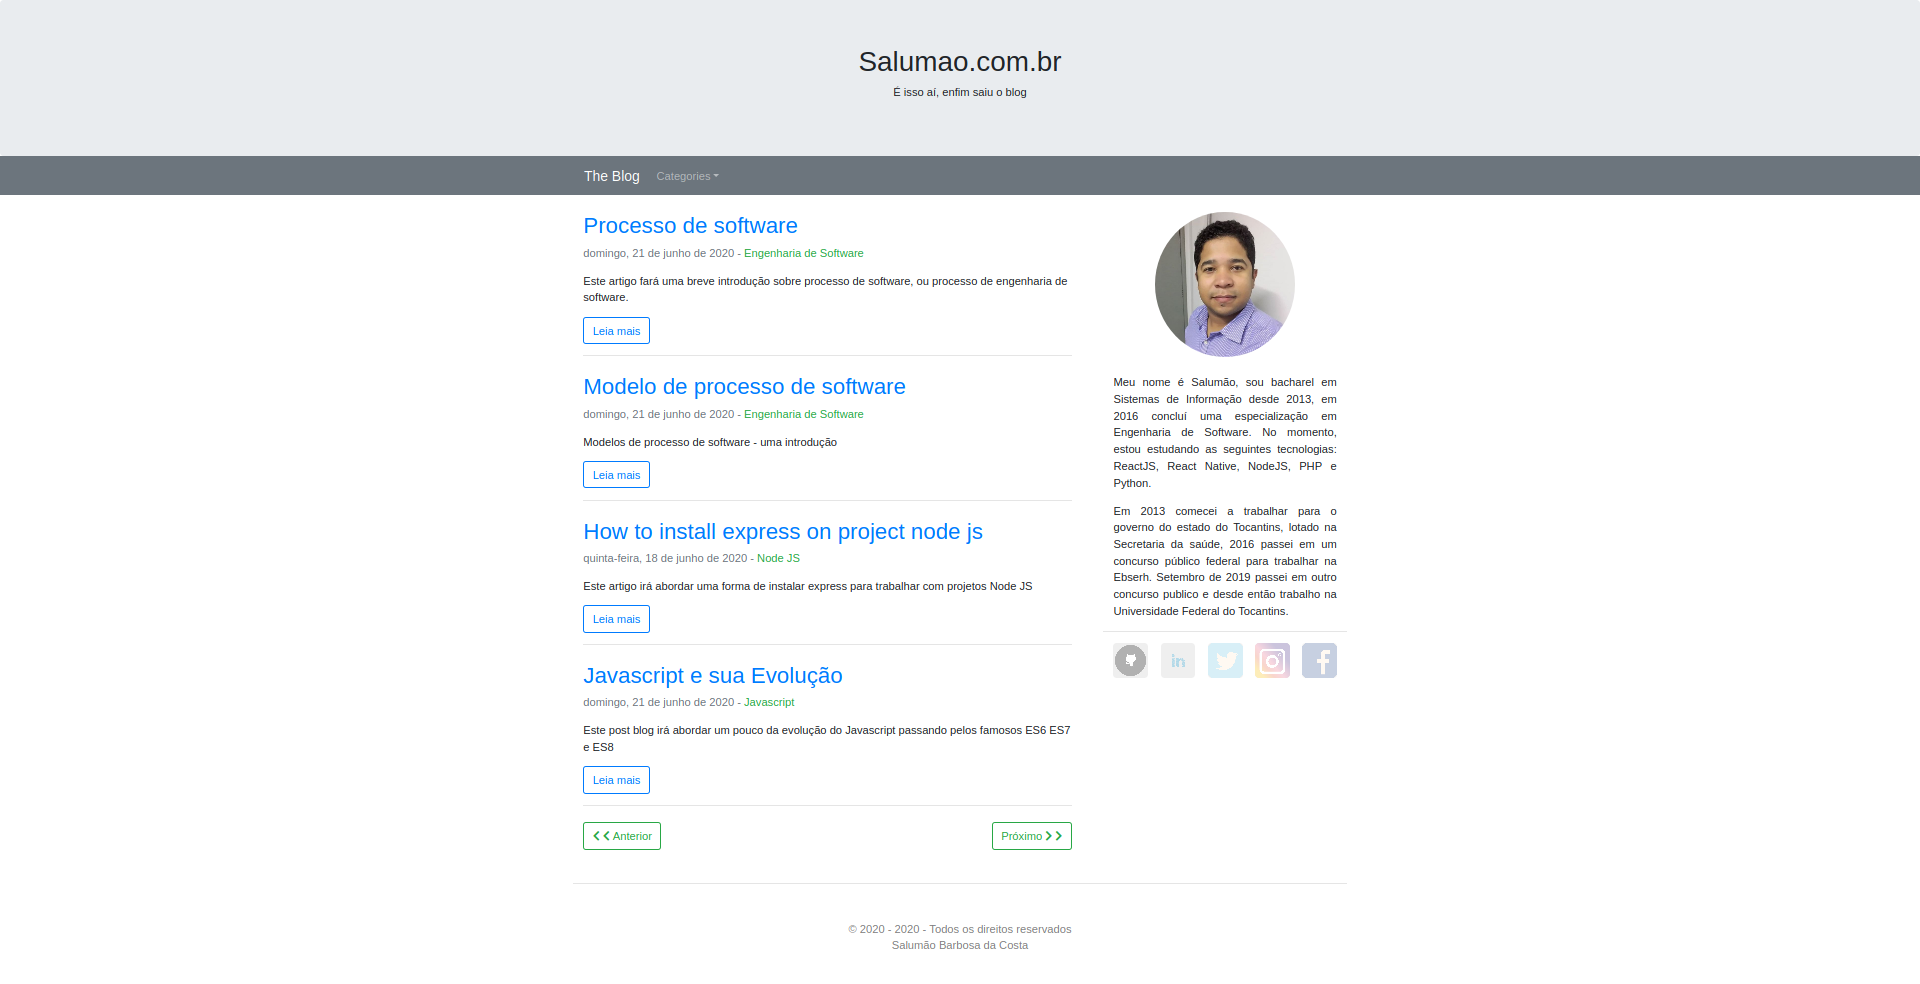 Salumao.com.br
É isso aí, enfim saiu o blog
The Blog Categories
Processo de software
domingo, 21 de junho de 2020 - Engenharia de Software
Este artigo fará uma breve introdução sobre processo de software, ou processo de engenharia de
software.
Leia mais
Modelo de processo de software
domingo, 21 de junho de 2020 - Engenharia de Software
Modelos de processo de software - uma introdução
Leia mais
How to install express on project node js
quinta-feira, 18 de junho de 2020 - Node JS
Este artigo irá abordar uma forma de instalar express para trabalhar com projetos Node JS
Leia mais
Javascript e sua Evolução
domingo, 21 de junho de 2020 - Javascript
Este post blog irá abordar um pouco da evolução do Javascript passando pelos famosos ES6 ES7
e ES8
Leia mais
Anterior
Próximo
Meu nome é Salumão, sou bacharel em
Sistemas de Informação desde 2013, em
2016 concluí uma especialização em
Engenharia de Software. No momento,
estou estudando as seguintes tecnologias:
ReactJS, React Native, NodeJS, PHP e
Python.
Em 2013 comecei a trabalhar para o
governo do estado do Tocantins, lotado na
Secretaria da saúde, 2016 passei em um
concurso público federal para trabalhar na
Ebserh. Setembro de 2019 passei em outro
concurso publico e desde então trabalho na
Universidade Federal do Tocantins.
in
© 2020 - 2020 - Todos os direitos reservados
Salumão Barbosa da Costa